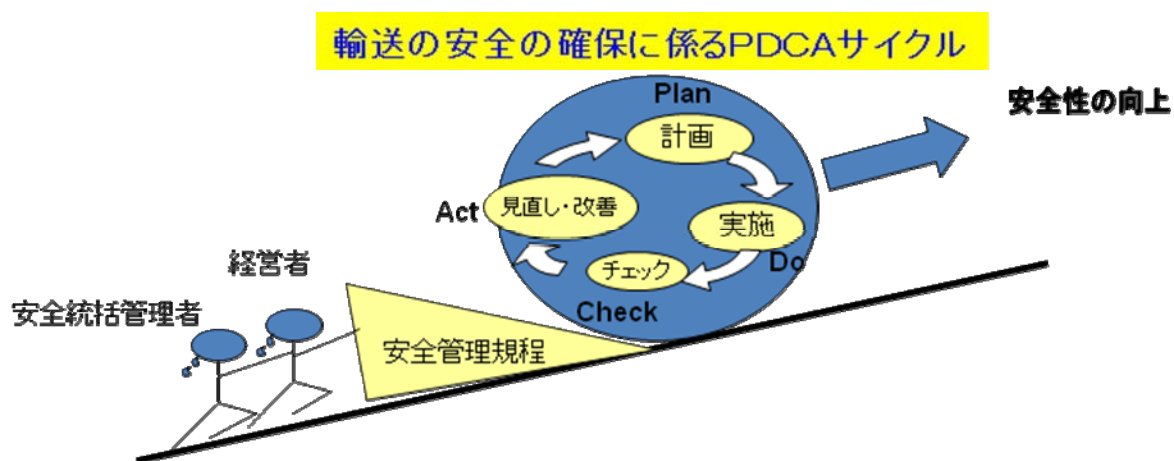 輸送の安全の確保に係るPDCAサイクル
安全性の向上
Plan
計画
Act
見直し・改善
実施
Do
チェック
Check
経営者
安全統括管理者
安全管理規程